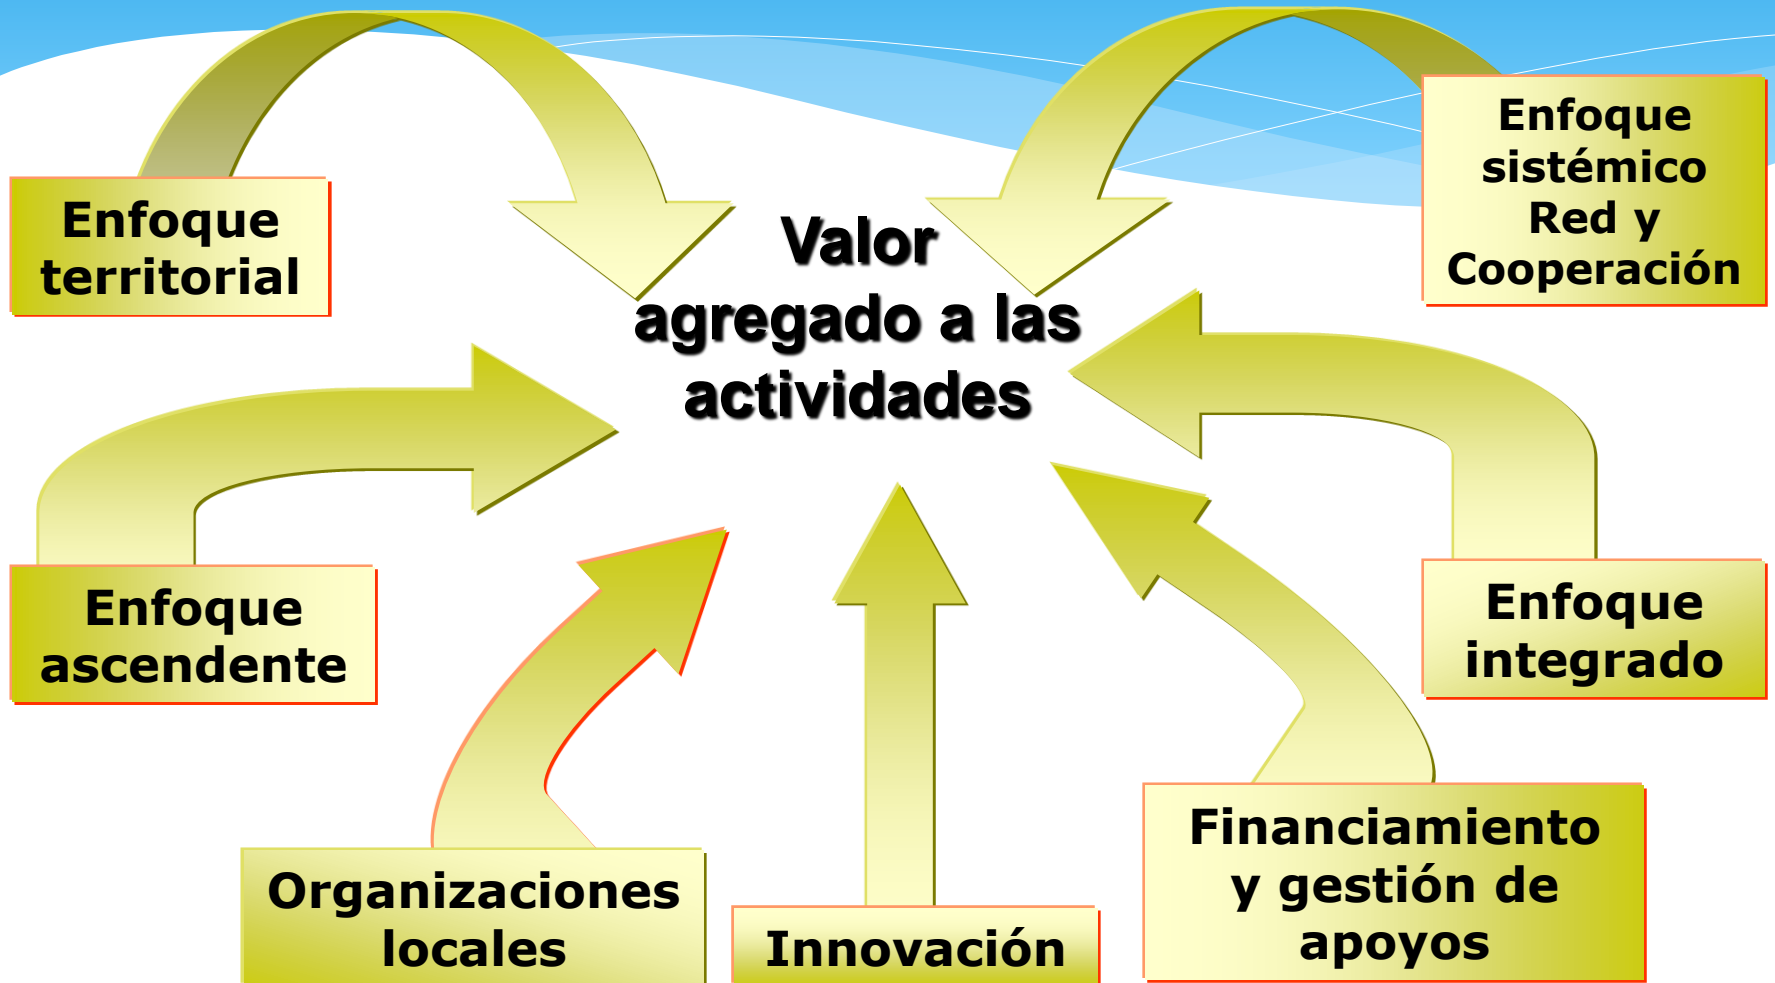 Enfoque
territorial
Valor
agregado a las
actividades
Enfoque
sistémico
Red y
Cooperación
Enfoque
ascendente
Enfoque
integrado
Organizaciones
locales
Innovación
Financiamiento
y gestión de
apoyos